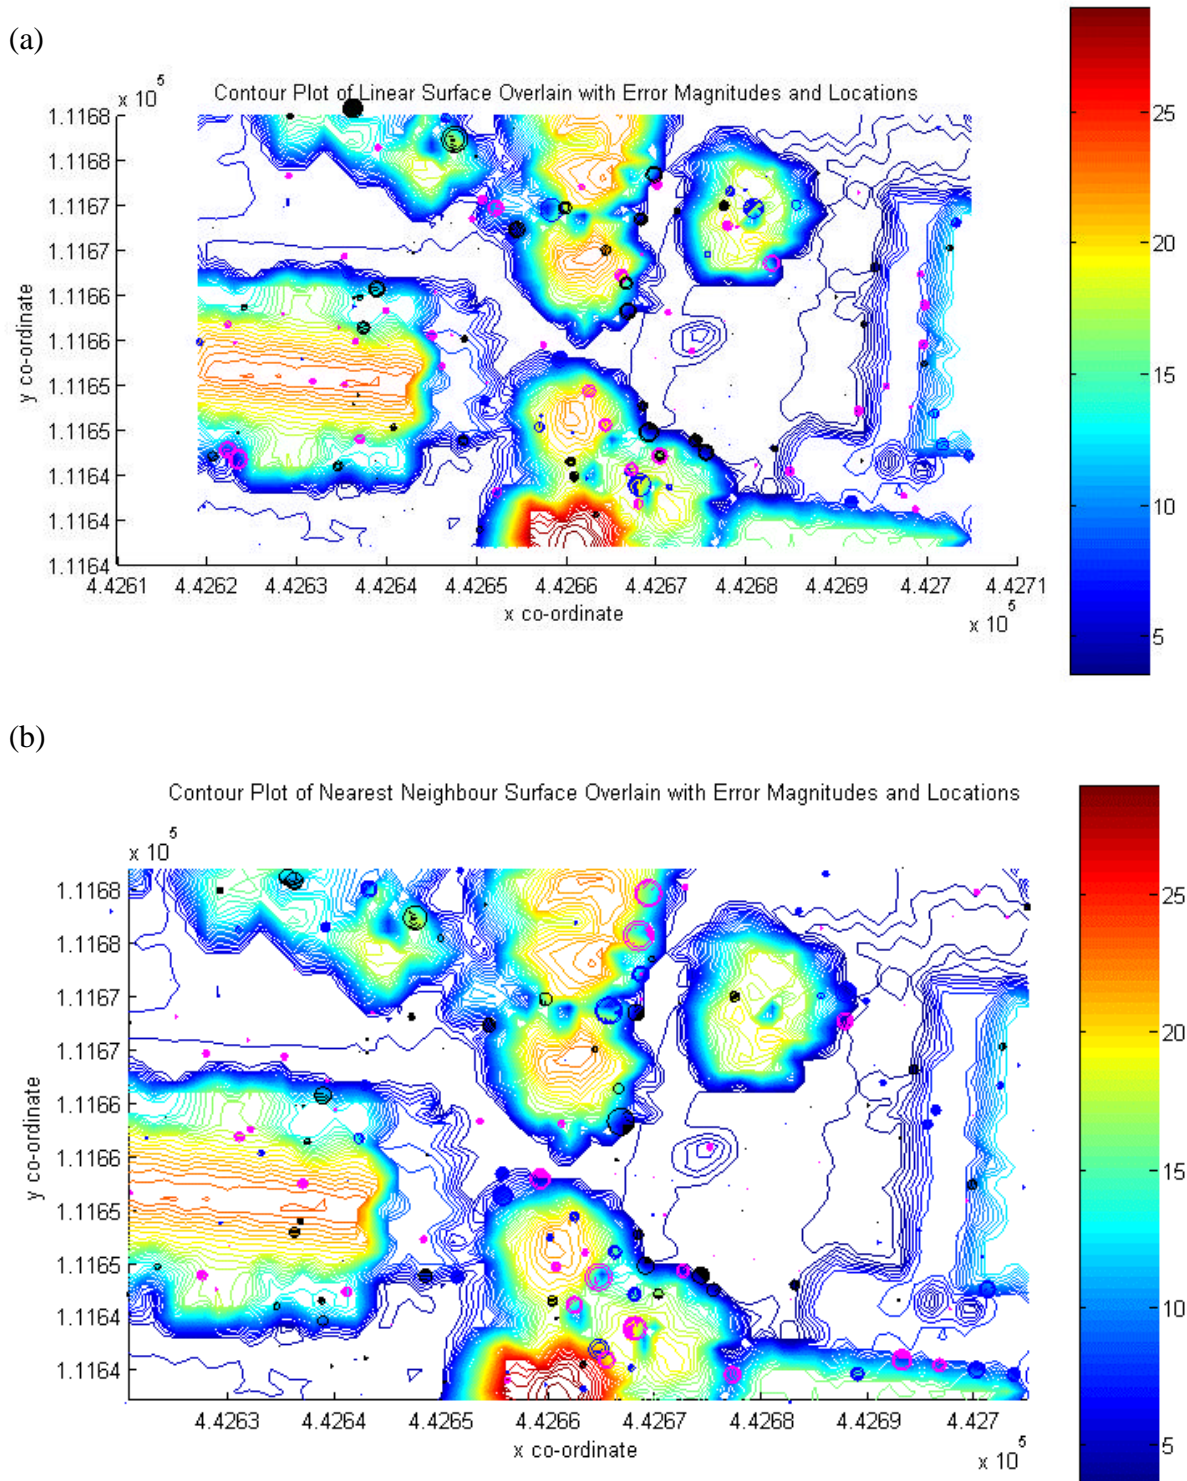 (a)
Contour Plot of Linear Surface Overlain with Error Magnitudes and Locations
x 10 5
1.1168
1.1168
1.1167
1.1167
1.1166
1.1166
1.1165
1.1165
1.1164
1.1164
1.1164
y co-ordinate
4.4261 4.4262 4.4263 4.4264 4.4265 4.4266 4.4267 4.4268 4.4269 4.427 4.4271
x co-ordinate
x 10 5
25
20
15
10
5
(b)
Contour Plot of Nearest Neighbour Surface Overlain with Error Magnitudes and Locations
x 10 5
1.1168
1.1168
1.1167
1.1167
1.1166
1.1166
1.1165
1.1165
1.1164
1.1164
y co-ordinate
4.4263 4.4264 4.4265 4.4266 4.4267 4.4268 4.4269 4.427
x co-ordinate
x 10 5
25
20
15
10
5